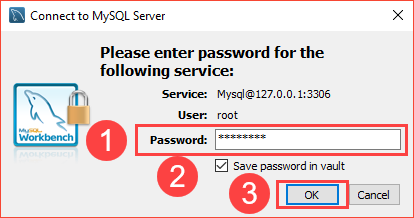 Connect to MySQL Server
Please enter password for the
following service:
Service: Mysql@127.0.0.1:3306
User: root
MySQL
Workbench
1
Password: ********
2
Save password in vault
3
OK
Cancel